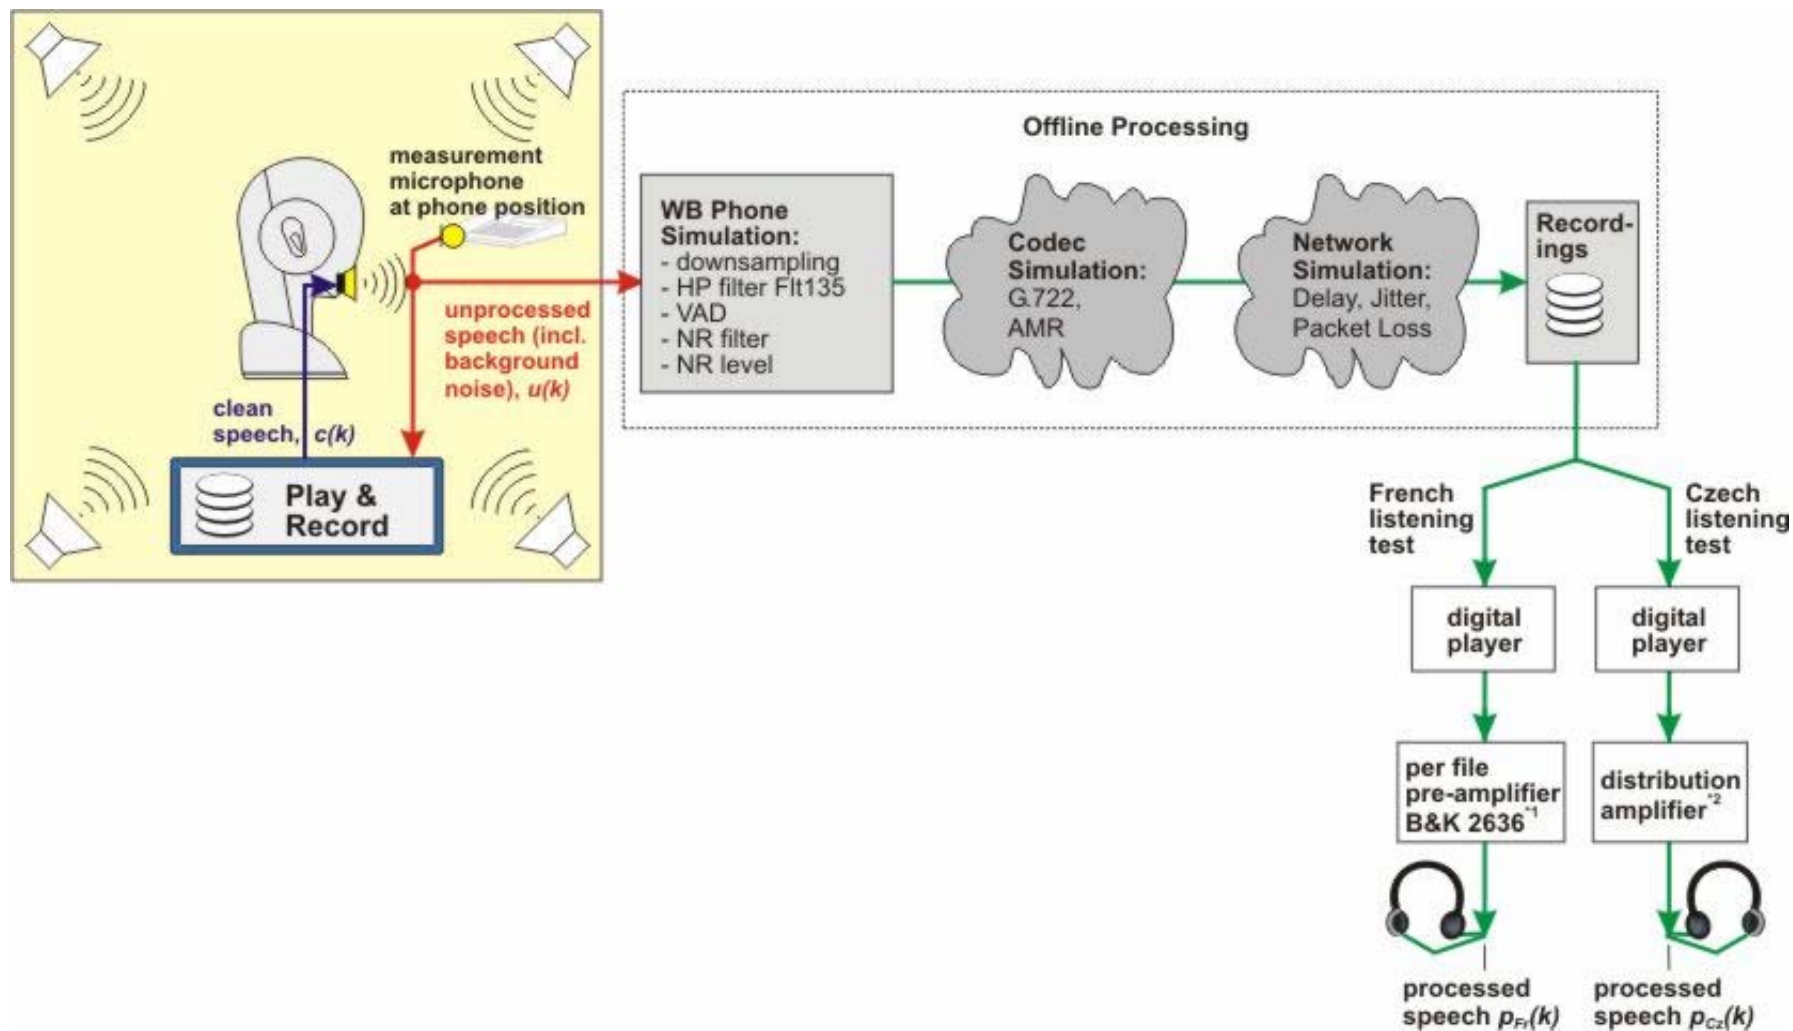 measurement
microphone
at phone position
unprocessed
speech (incl.
background
noise), u(k)
clean
speech, c(k)
Play &
Record
Offline Processing
WB Phone
Simulation:
- downsampling
- HP filter Flt135
- VAD
- NR filter
- NR level
Codec
Simulation:
G.722,
AMR
Network
Simulation:
Delay, Jitter,
Packet Loss
Record-
ings
French
listening
test
Czech
listening
test
digital
player
digital
player
per file
pre-amplifier
B&K 2636*1
distribution
amplifier*2
processed
speech pFr(k)
processed
speech pCz(k)